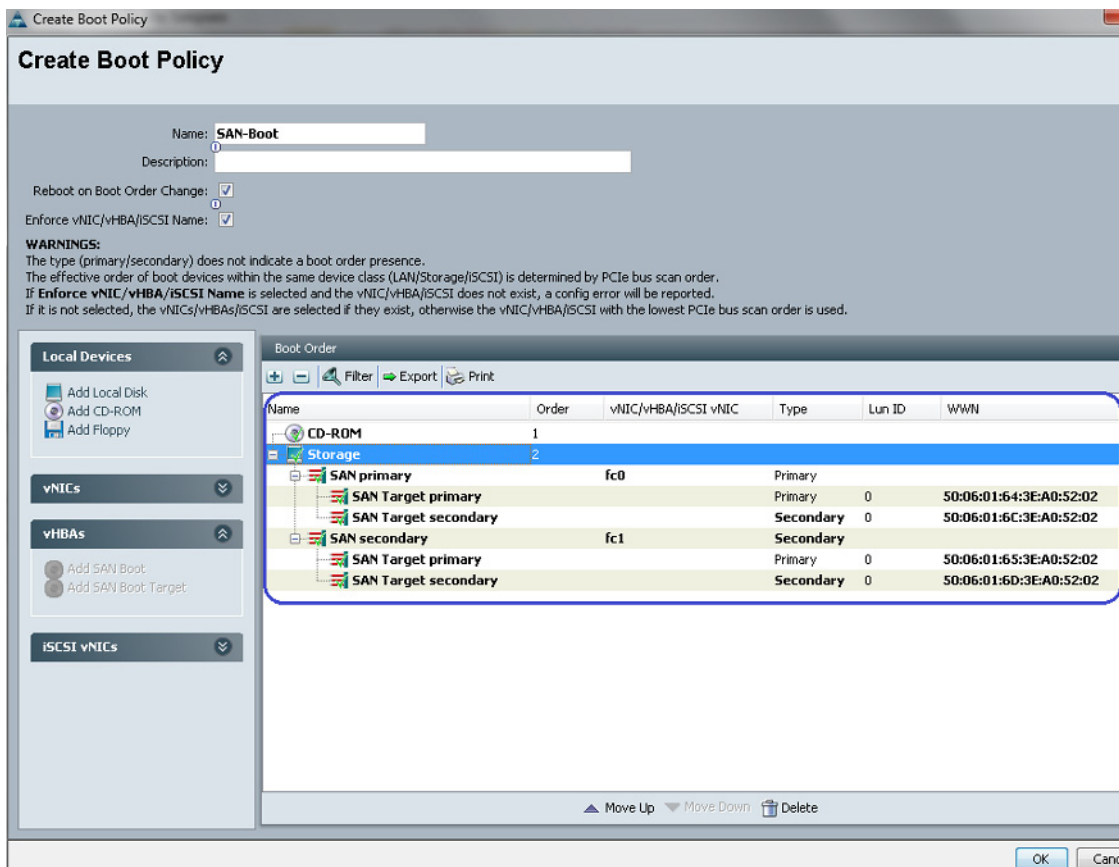 Create Boot Policy
Create Boot Policy
Name: SAN-Boot
Description:
Reboot on Boot Order Change:
Enforce vNIC/vHBA/iSCSI Name:
WARNINGS:
The type (primary/secondary) does not indicate a boot order presence.
The effective order of boot devices within the same device class (LAN/Storage/iSCSI) is determined by PCIe bus scan order.
If Enforce vNIC/vHBA/iSCSI Name is selected and the vNIC/vHBA/iSCSI does not exist, a config error will be reported.
If it is not selected, the vNICs/vHBAs/iSCSI are selected if they exist, otherwise the vNIC/vHBA/iSCSI with the lowest PCIe bus scan order is used.
Local Devices
Add Local Disk
Add CD-ROM
Add Floppy
vNICs
vHBAs
Add SAN Boot
Add SAN Boot Target
iSCSI vNICs
Boot Order
Filter Export Print
Name Order vNIC/vHBA/iSCSI vNIC Type Lun ID WWN
CD-ROM 1
Storage 2
SAN primary fc0 Primary
SAN Target primary Primary 0 50:06:01:64:3E:A0:52:02
SAN Target secondary Secondary 0 50:06:01:6C:3E:A0:52:02
SAN secondary fc1 Secondary
SAN Target primary Primary 0 50:06:01:65:3E:A0:52:02
SAN Target secondary Secondary 0 50:06:01:6D:3E:A0:52:02
Move Up Move Down Delete
OK Canc